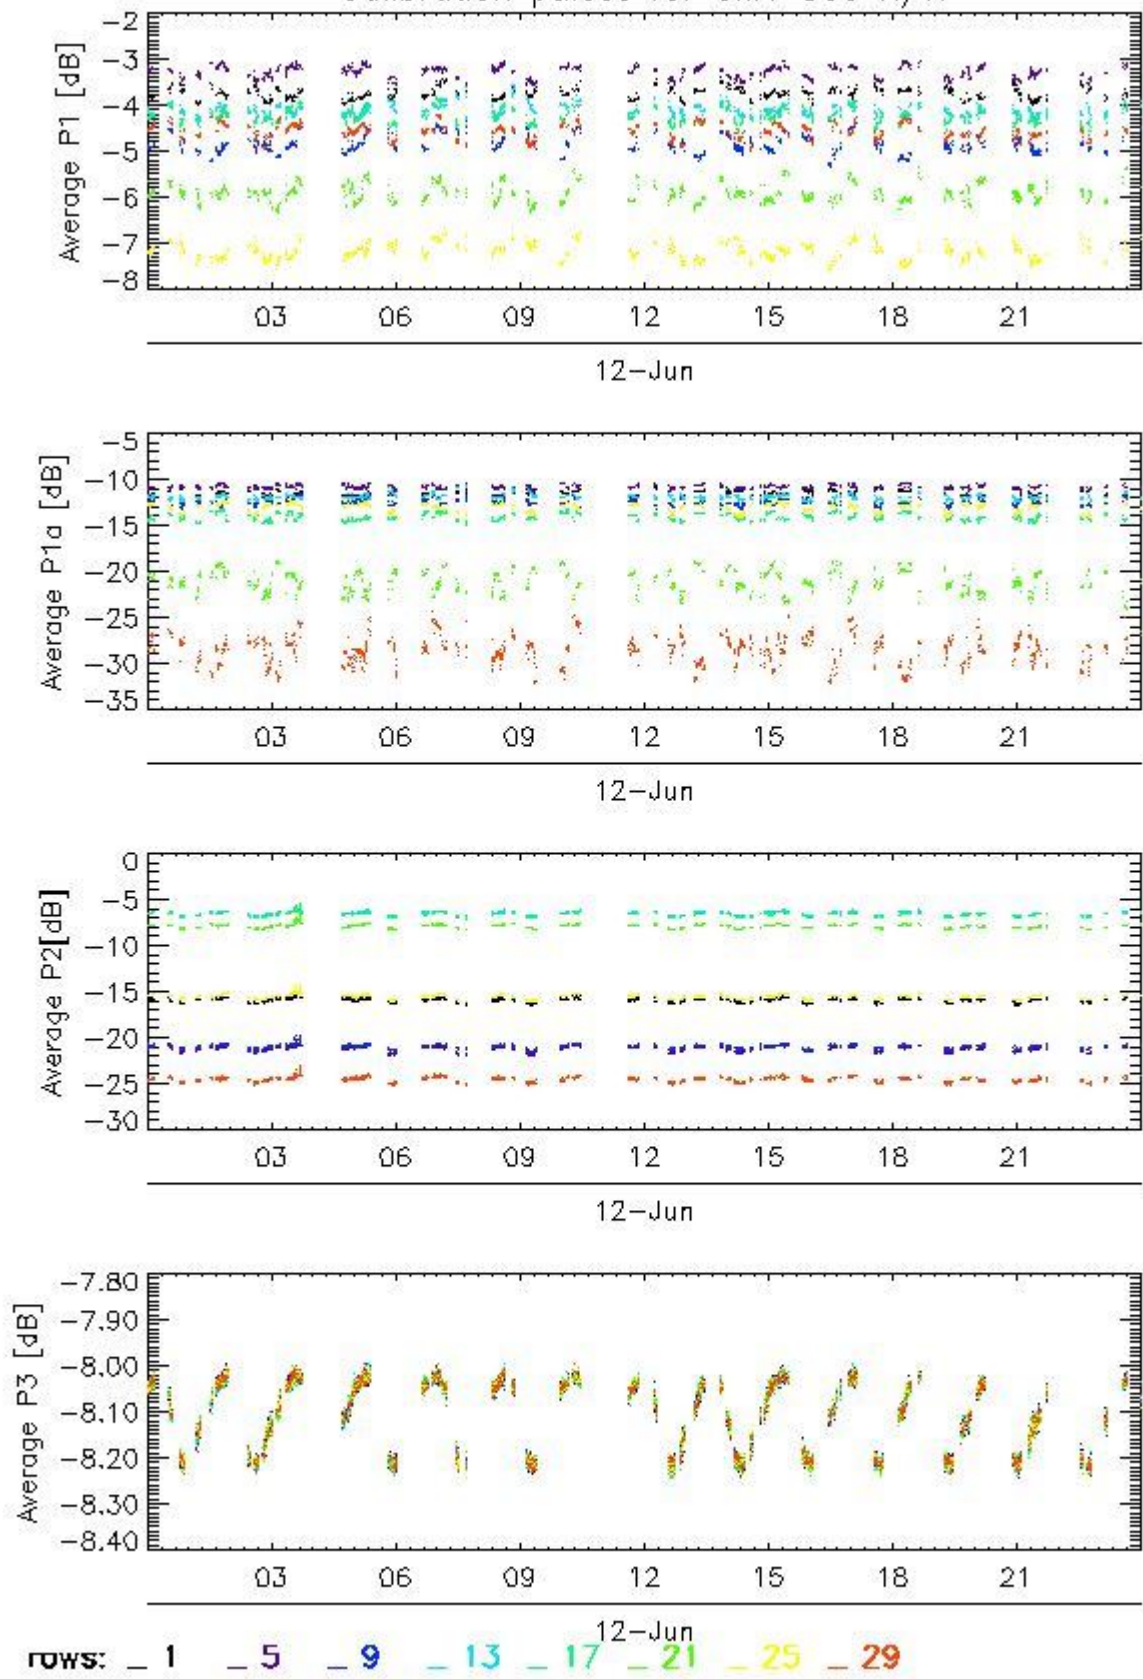 -2
-3
-4
-5
-6
-7
-8
Average P1 [dB]
03 06 09 12 15 18 21
12-Jun
-5
-10
-15
-20
-25
-30
-35
Average P1a [dB]
03 06 09 12 15 18 21
12-Jun
0
-5
-10
-15
-20
-25
-30
Average P2[dB]
03 06 09 12 15 18 21
12-Jun
-7.80
-7.90
-8.00
-8.10
-8.20
-8.30
-8.40
Average P3 [dB]
03 06 09 12 15 18 21
12-Jun
rows: _ 1 _ 5 _ 9 _ 13 _ 17 _ 21 _ 25 _ 29